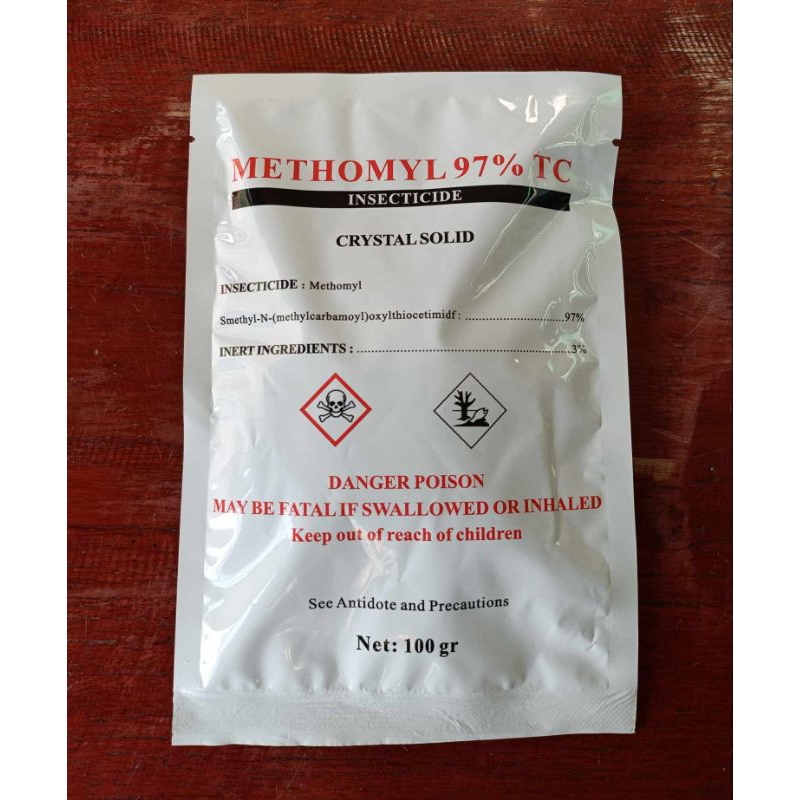 METHOMYL 97% TC
INSECTICIDE
CRYSTAL SOLID
INSECTICIDE : Methomyl
Smethyl-N-(methylcarbamoyl)oxylthiocetimidf : ................................97%
INERT INGREDIENTS : ......................................................................3%
DANGER POISON
MAY BE FATAL IF SWALLOWED OR INHALED
Keep out of reach of children
See Antidote and Precautions
Net: 100 gr